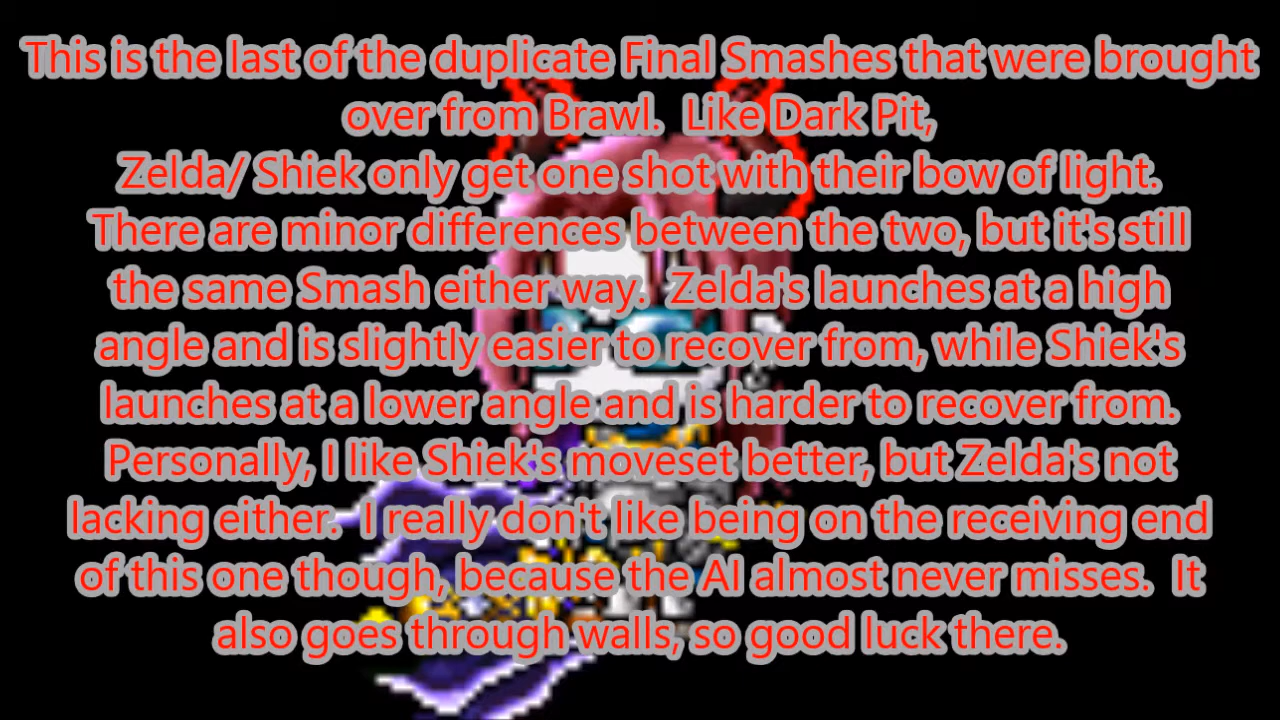 This is the last of the duplicate Final Smashes that were brought
over from Brawl.  Like Dark Pit,
Zelda/ Shiek only get one shot with their bow of light.
There are minor differences between the two, but it's still
the same Smash either way.  Zelda's launches at a high
angle and is slightly easier to recover from, while Shiek's
launches at a lower angle and is harder to recover from.
Personally, I like Shiek's moveset better, but Zelda's not
lacking either.  I really don't like being on the receiving end
of this one though, because the AI almost never misses.  It
also goes through walls, so good luck there.